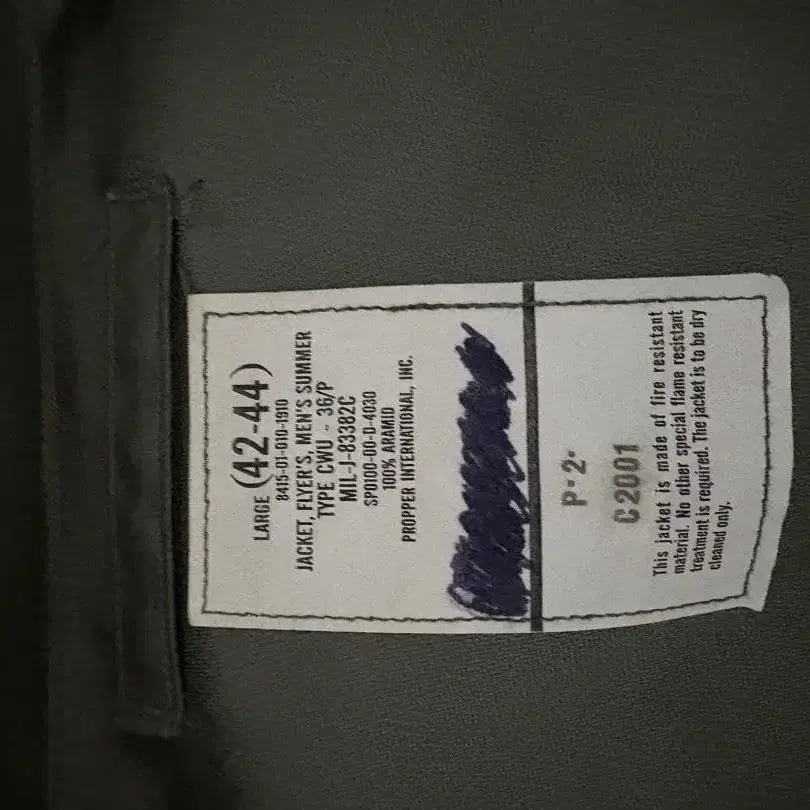 LARGE (42-44)
8415-01-010-1910
JACKET, FLYER'S, MEN'S SUMMER
TYPE CWU - 36/P
MIL-J-83382C
SPO100-00-D-4030
100% ARAMID
PROPPER INTERNATIONAL, INC.
P·2·
C2001
This jacket is made of fire resistant
material. No other special flame resistant
treatment is required. The jacket is to be dry
cleaned only.